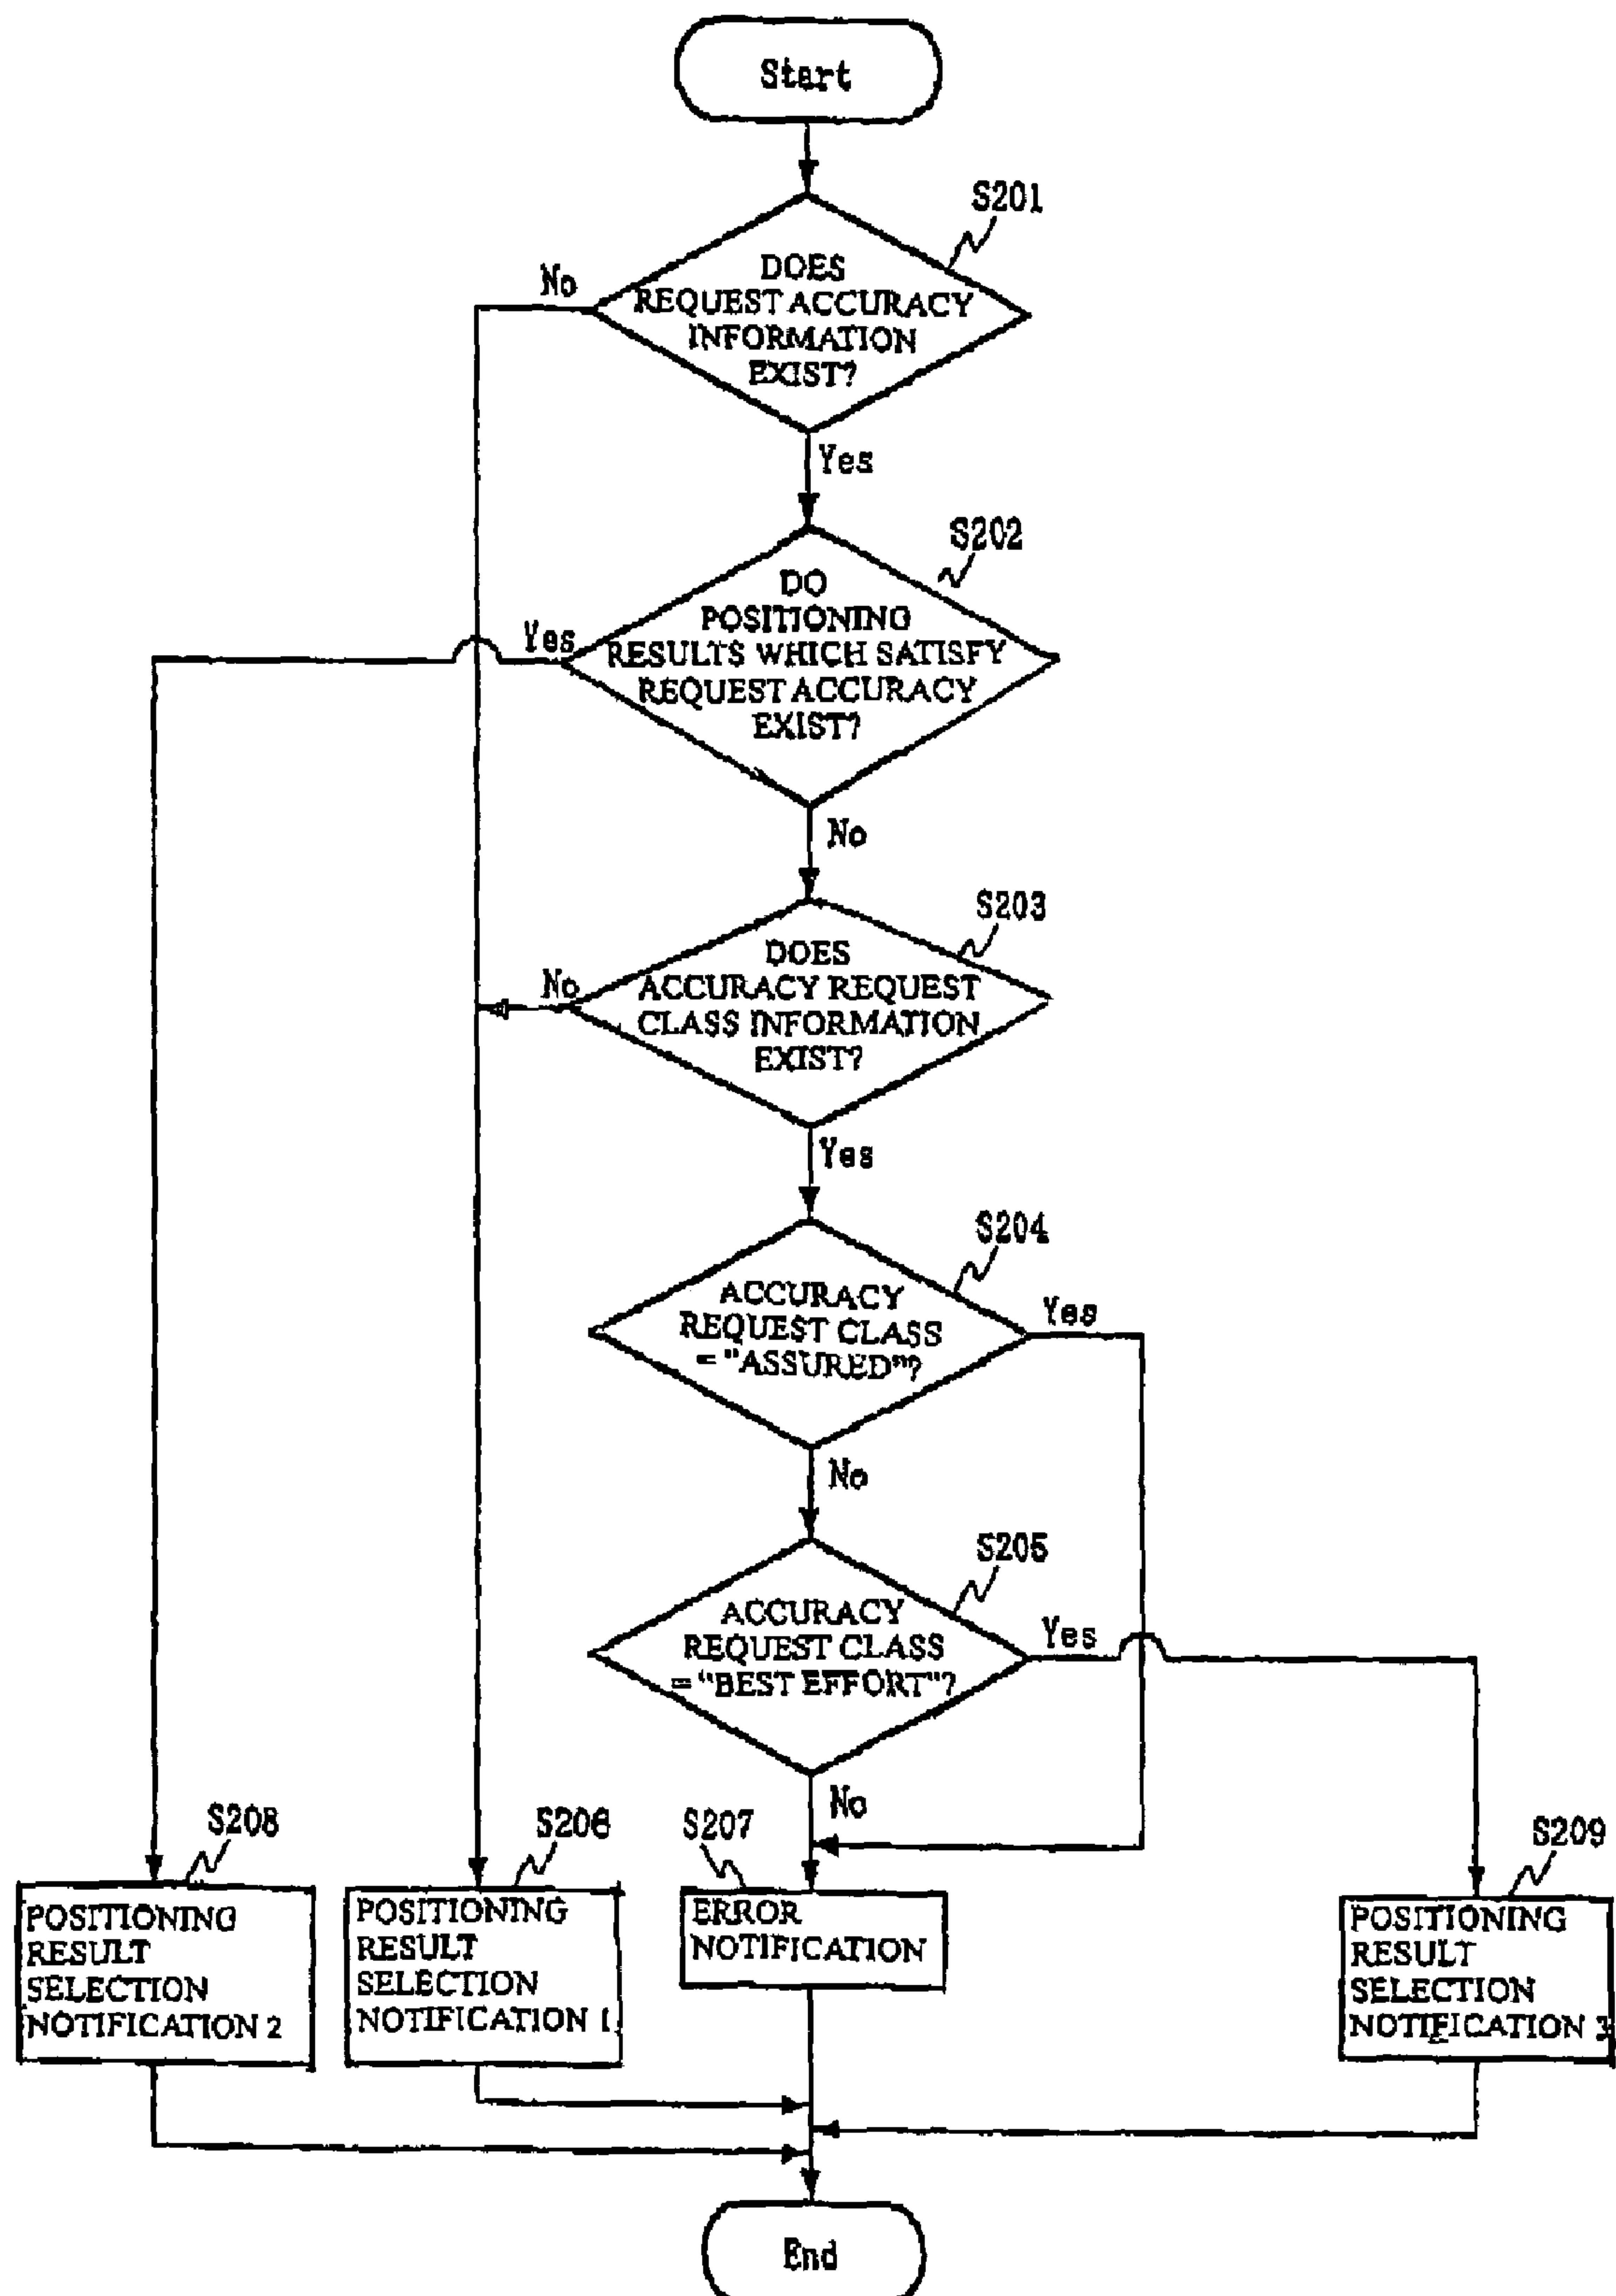 Start
S201
No
DOES
REQUEST ACCURACY
INFORMATION
EXIST?
Yes
S202
Yes
DO
POSITIONING
RESULTS WHICH SATISFY
REQUEST ACCURACY
EXIST?
No
S203
No
DOES
ACCURACY REQUEST
CLASS INFORMATION
EXIST?
Yes
S204
ACCURACY
REQUEST CLASS
= "ASSURED"?
Yes
No
S205
ACCURACY
REQUEST CLASS
= "BEST EFFORT"?
Yes
No
S208
POSITIONING
RESULT
SELECTION
NOTIFICATION 2
S206
POSITIONING
RESULT
SELECTION
NOTIFICATION 1
S207
ERROR
NOTIFICATION
S209
POSITIONING
RESULT
SELECTION
NOTIFICATION 3
End